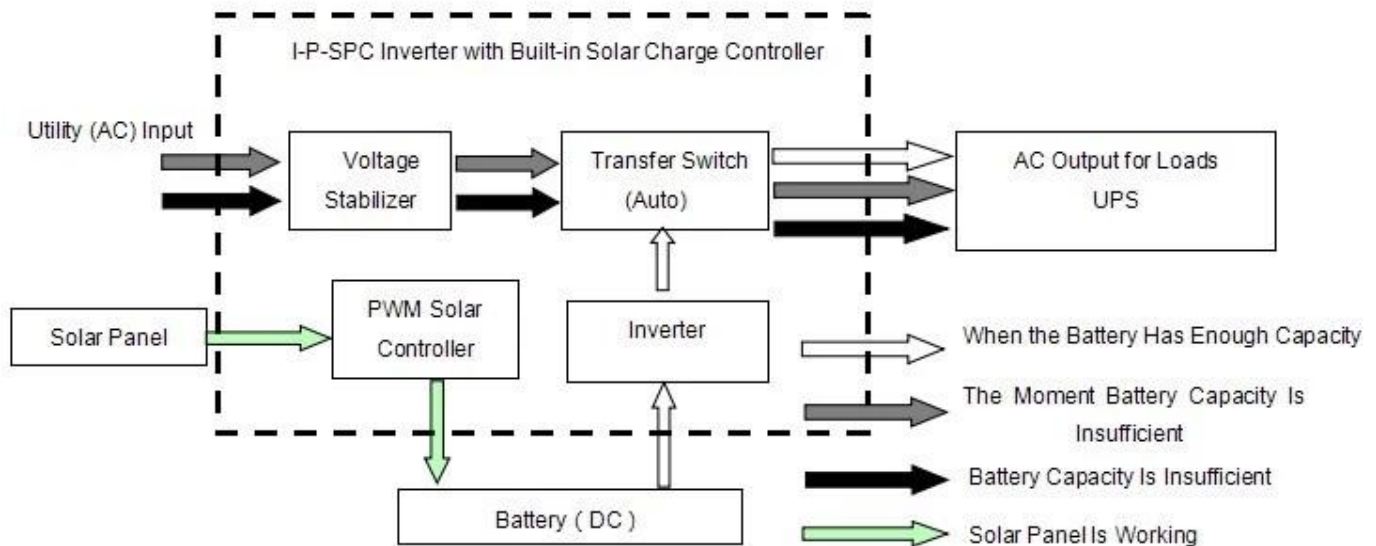 I-P-SPC Inverter with Built-in Solar Charge Controller
Utility (AC) Input
Voltage
Stabilizer
Transfer Switch
(Auto)
AC Output for Loads
UPS
Solar Panel
PWM Solar
Controller
Inverter
Battery ( DC )
When the Battery Has Enough Capacity
The Moment Battery Capacity Is
Insufficient
Battery Capacity Is Insufficient
Solar Panel Is Working